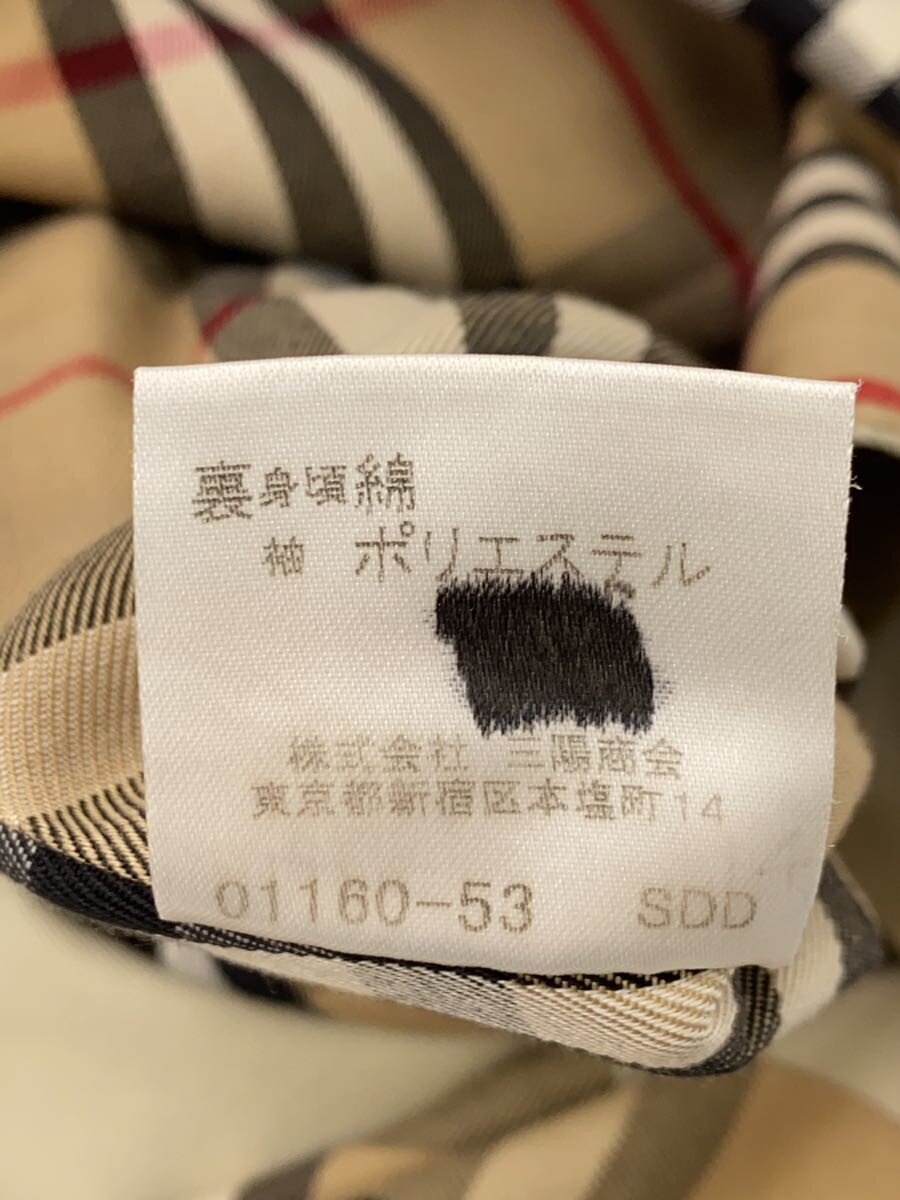 裏身頃綿
袖 ポリエステル
株式会社 三陽商会
東京都新宿区本塩町14
01160-53 SDD